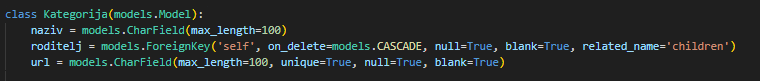 class Kategorija(models.Model):
    naziv = models.CharField(max_length=100)
    roditelj = models.ForeignKey('self', on_delete=models.CASCADE, null=True, blank=True, related_name='children')
    url = models.CharField(max_length=100, unique=True, null=True, blank=True)